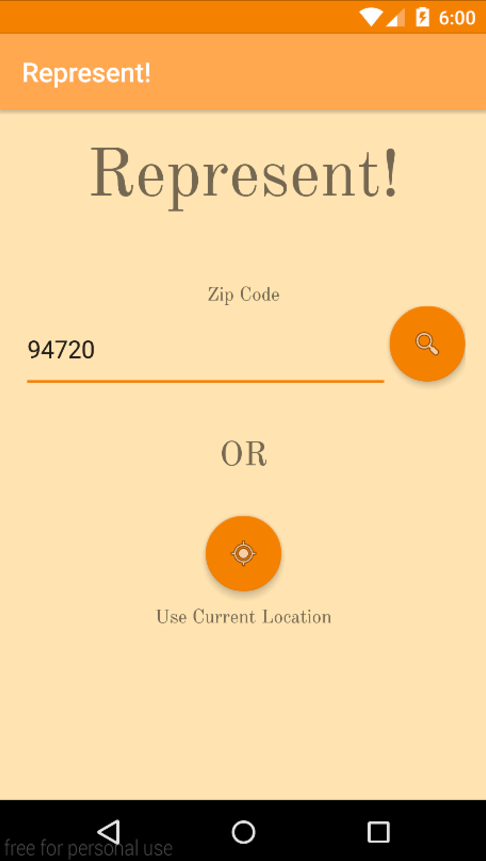 6:00
Represent!
Represent!
Zip Code
94720
OR
Use Current Location
free for personal use